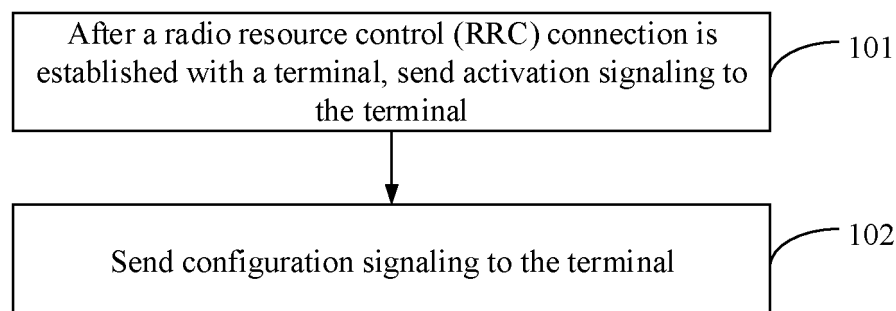 After a radio resource control (RRC) connection is
established with a terminal, send activation signaling to
the terminal
101
Send configuration signaling to the terminal
102